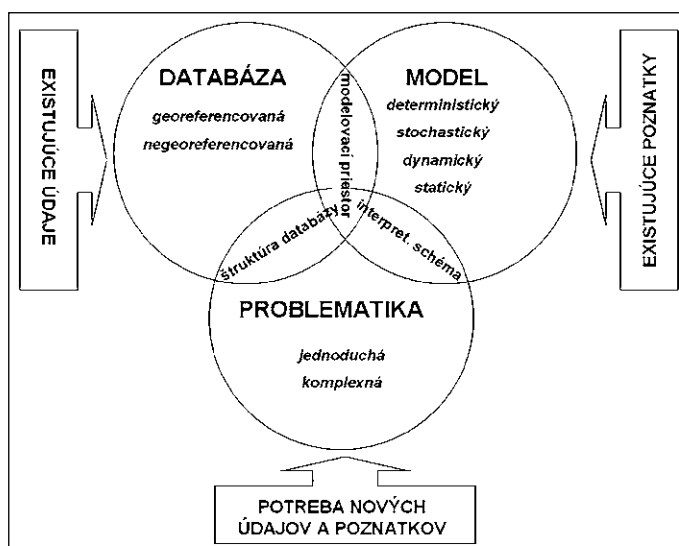 EXISTUJÚCE ÚDAJE
DATABÁZA
georeferencovaná
negeoreferencovaná
modelovací priestor
MODEL
deterministický
stochastický
dynamický
statický
EXISTUJÚCE POZNATKY
štruktúra databázy
interpret. schéma
PROBLEMATIKA
jednoduchá
komplexná
POTREBA NOVÝCH
ÚDAJOV A POZNATKOV